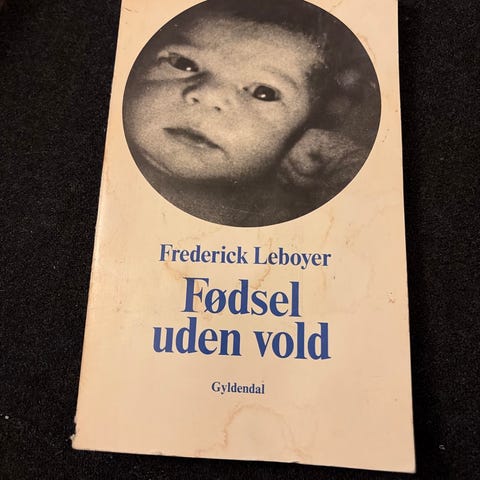 Frederick Leboyer
Fødsel
uden vold
Gyldendal